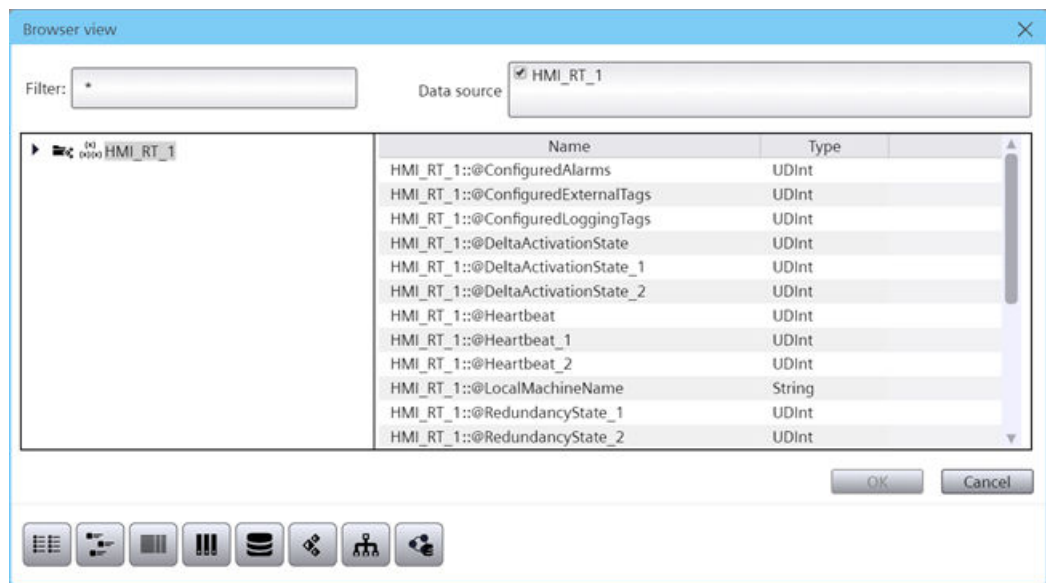 Browser view
Filter: *
Data source HMI_RT_1
HMI_RT_1
Name Type
HMI_RT_1::@ConfiguredAlarms UDInt
HMI_RT_1::@ConfiguredExternalTags UDInt
HMI_RT_1::@ConfiguredLoggingTags UDInt
HMI_RT_1::@DeltaActivationState UDInt
HMI_RT_1::@DeltaActivationState_1 UDInt
HMI_RT_1::@DeltaActivationState_2 UDInt
HMI_RT_1::@Heartbeat UDInt
HMI_RT_1::@Heartbeat_1 UDInt
HMI_RT_1::@Heartbeat_2 UDInt
HMI_RT_1::@LocalMachineName String
HMI_RT_1::@RedundancyState_1 UDInt
HMI_RT_1::@RedundancyState_2 UDInt
OK Cancel